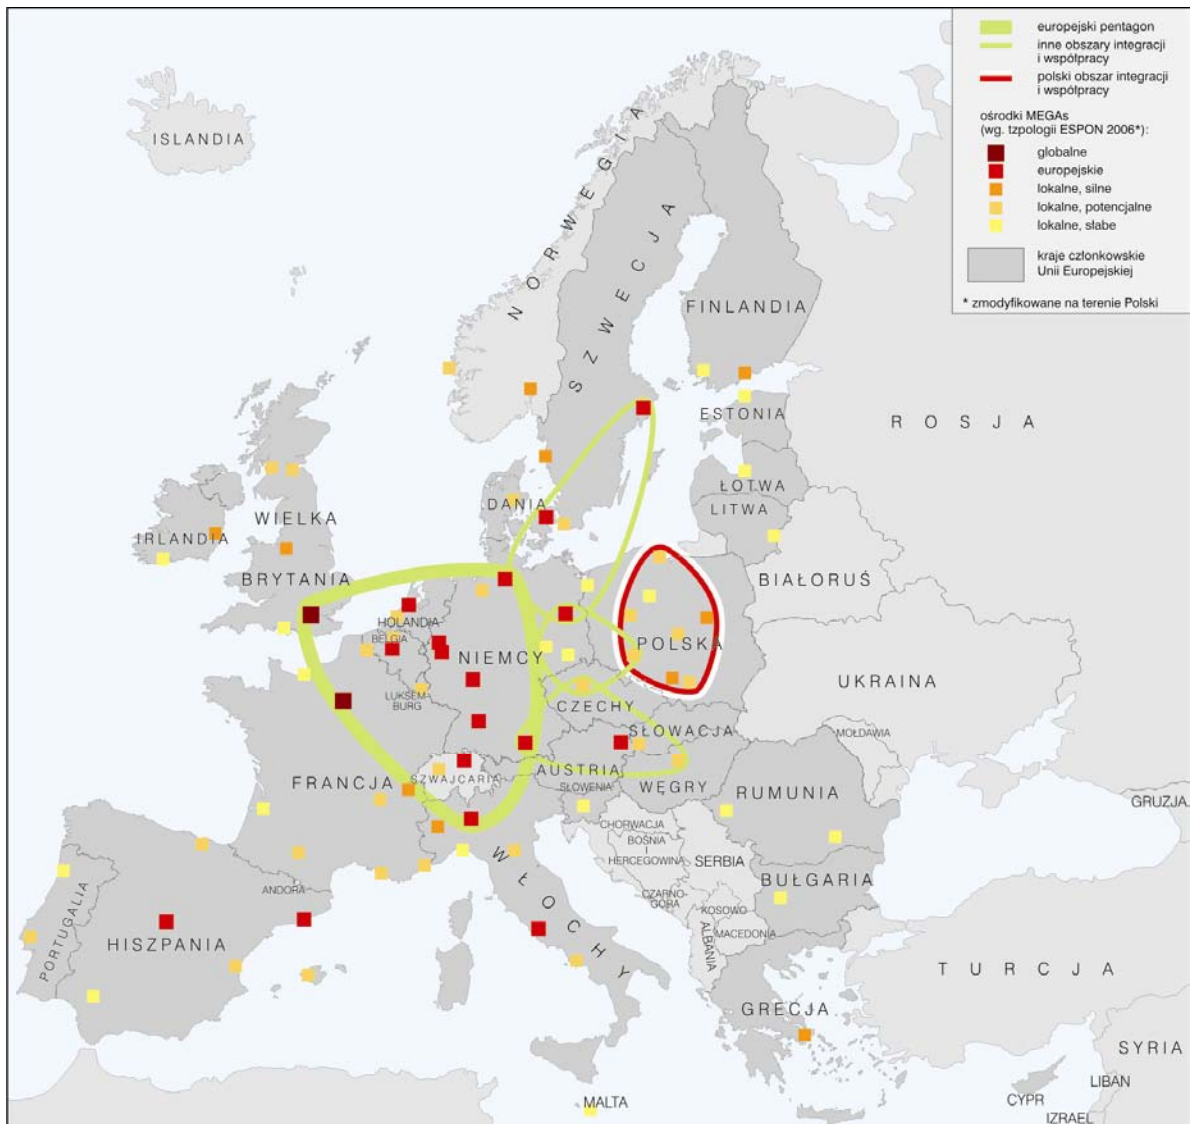 europejski pentagon
inne obszary integracji
i współpracy
polski obszar integracji
i współpracy
ośrodki MEGAs
(wg. tzpologii ESPON 2006*):
globalne
europejskie
lokalne, silne
lokalne, potencjalne
lokalne, słabe
kraje członkowskie
Unii Europejskiej
* zmodyfikowane na terenie Polski
ISLANDIA
NORWEGIA
SZWECJA
FINLANDIA
ESTONIA
ROSJA
ŁOTWA
LITWA
DANIA
IRLANDIA
WIELKA
BRYTANIA
BIAŁORUŚ
HOLANDIA
BELGIA
NIEMCY
POLSKA
UKRAINA
LUKSEM-
BURG
CZECHY
SŁOWACJA
MOŁDAWIA
FRANCJA
SZWAJCARIA
AUSTRIA
SŁOWENIA
WĘGRY
RUMUNIA
GRUZJA
CHORWACJA
BOŚNIA
I
HERCEGOWINA
SERBIA
WŁOCHY
ANDORA
CZARNO-
GÓRA
KOSOWO
BUŁGARIA
MACEDONIA
ALBANIA
PORTUGALIA
HISZPANIA
TURCJA
GRECJA
SYRIA
LIBAN
CYPR
IZRAEL
MALTA